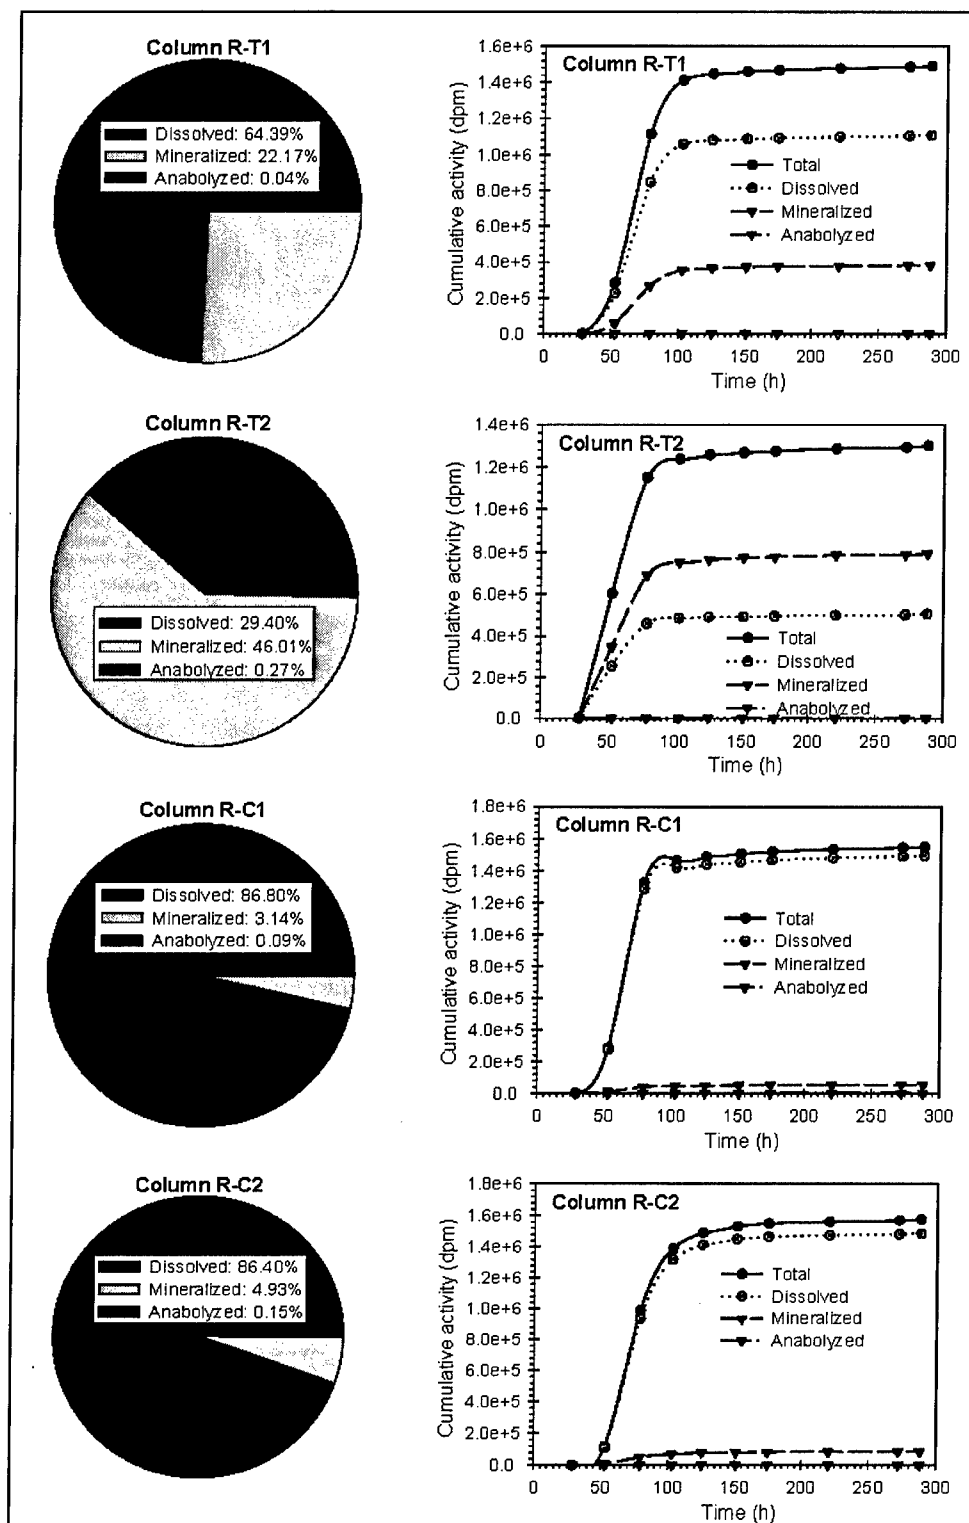 Column R-T1
Dissolved: 64.39%
Mineralized: 22.17%
Anabolyzed: 0.04%
Column R-T1
Cumulative activity (dpm)
1.6e+6
1.4e+6
1.2e+6
1.0e+6
8.0e+5
6.0e+5
4.0e+5
2.0e+5
0.0
Total
Dissolved
Mineralized
Anabolyzed
0 50 100 150 200 250 300
Time (h)
Column R-T2
Dissolved: 29.40%
Mineralized: 46.01%
Anabolyzed: 0.27%
Column R-T2
Cumulative activity (dpm)
1.4e+6
1.2e+6
1.0e+6
8.0e+5
6.0e+5
4.0e+5
2.0e+5
0.0
Total
Dissolved
Mineralized
Anabolyzed
0 50 100 150 200 250 300
Time (h)
Column R-C1
Dissolved: 86.80%
Mineralized: 3.14%
Anabolyzed: 0.09%
Column R-C1
Cumulative activity (dpm)
1.8e+6
1.6e+6
1.4e+6
1.2e+6
1.0e+6
8.0e+5
6.0e+5
4.0e+5
2.0e+5
0.0
Total
Dissolved
Mineralized
Anabolyzed
0 50 100 150 200 250 300
Time (h)
Column R-C2
Dissolved: 86.40%
Mineralized: 4.93%
Anabolyzed: 0.15%
Column R-C2
Cumulative activity (dpm)
1.8e+6
1.6e+6
1.4e+6
1.2e+6
1.0e+6
8.0e+5
6.0e+5
4.0e+5
2.0e+5
0.0
Total
Dissolved
Mineralized
Anabolyzed
0 50 100 150 200 250 300
Time (h)